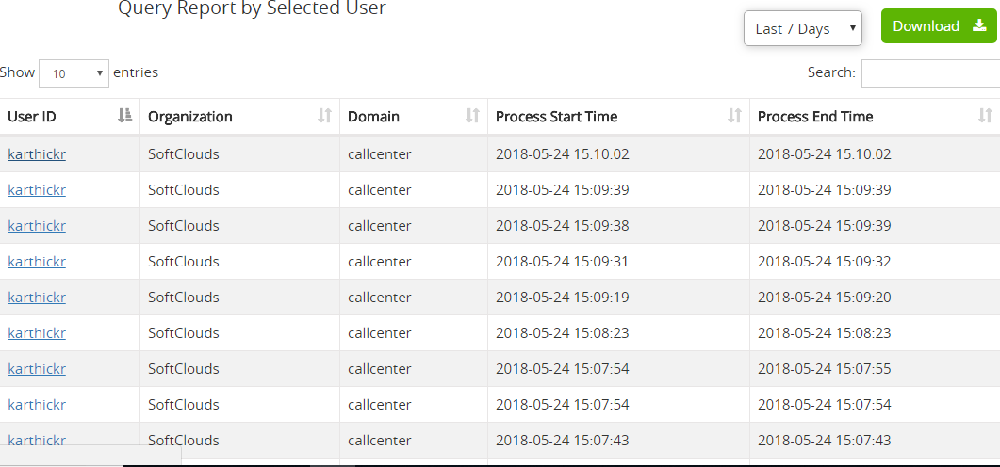 Query Report by Selected User
Last 7 Days Download
Show 10 entries Search:
User ID Organization Domain Process Start Time Process End Time
karthickr SoftClouds callcenter 2018-05-24 15:10:02 2018-05-24 15:10:02
karthickr SoftClouds callcenter 2018-05-24 15:09:39 2018-05-24 15:09:39
karthickr SoftClouds callcenter 2018-05-24 15:09:38 2018-05-24 15:09:39
karthickr SoftClouds callcenter 2018-05-24 15:09:31 2018-05-24 15:09:32
karthickr SoftClouds callcenter 2018-05-24 15:09:19 2018-05-24 15:09:20
karthickr SoftClouds callcenter 2018-05-24 15:08:23 2018-05-24 15:08:23
karthickr SoftClouds callcenter 2018-05-24 15:07:54 2018-05-24 15:07:55
karthickr SoftClouds callcenter 2018-05-24 15:07:54 2018-05-24 15:07:54
karthickr SoftClouds callcenter 2018-05-24 15:07:43 2018-05-24 15:07:43